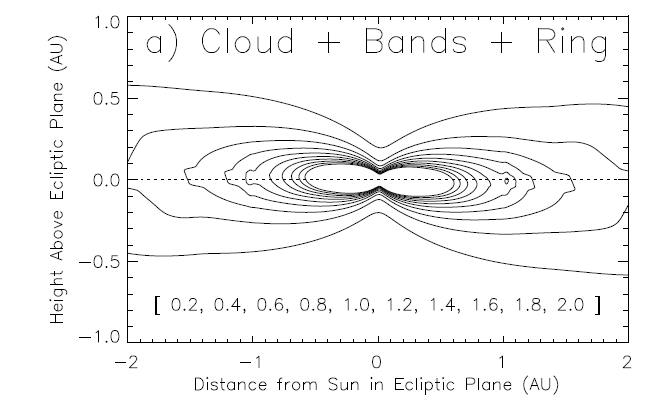 a) Cloud + Bands + Ring
Height Above Ecliptic Plane (AU)
1.0
0.5
0.0
−0.5
−1.0
[ 0.2, 0.4, 0.6, 0.8, 1.0, 1.2, 1.4, 1.6, 1.8, 2.0 ]
−2 −1 0 1 2
Distance from Sun in Ecliptic Plane (AU)